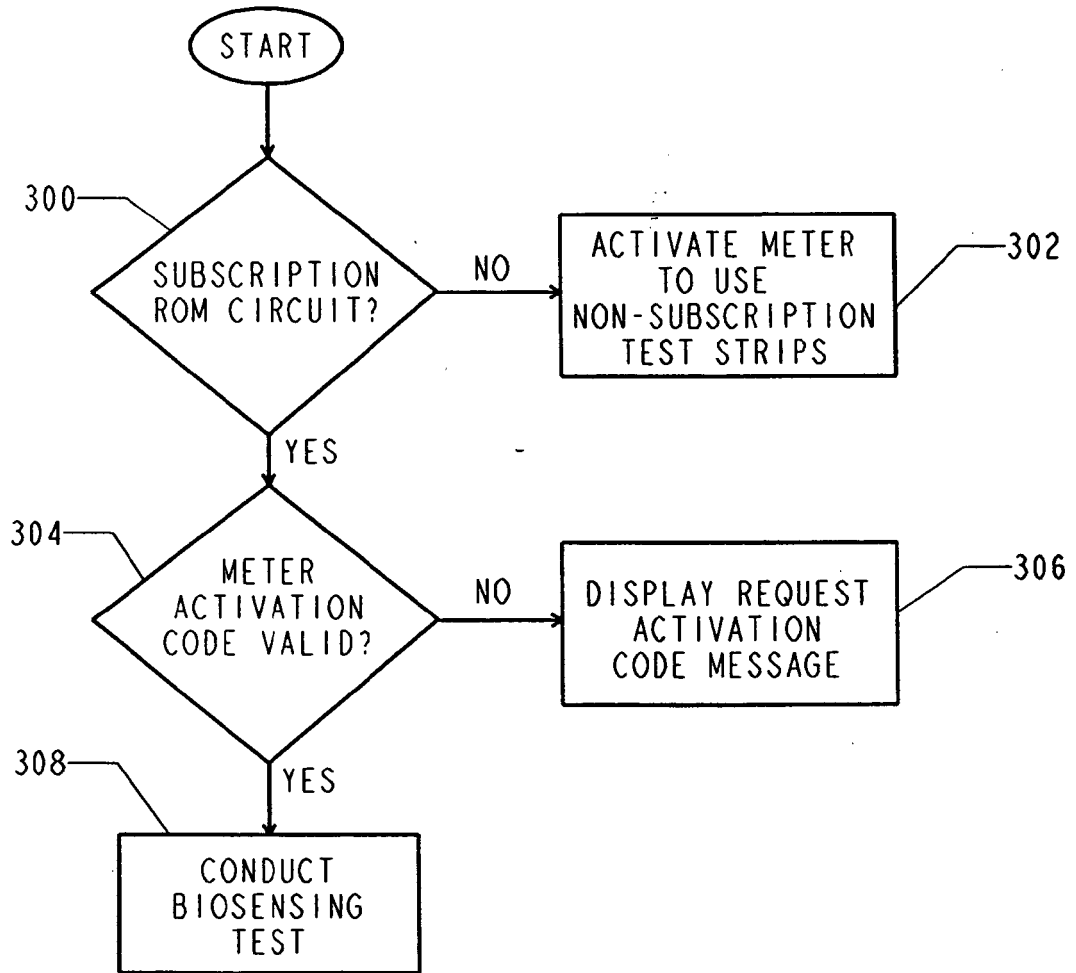 START
300
SUBSCRIPTION
ROM CIRCUIT?
NO
ACTIVATE METER
TO USE
NON-SUBSCRIPTION
TEST STRIPS
302
YES
304
METER
ACTIVATION
CODE VALID?
NO
DISPLAY REQUEST
ACTIVATION
CODE MESSAGE
306
YES
308
CONDUCT
BIOSENSING
TEST